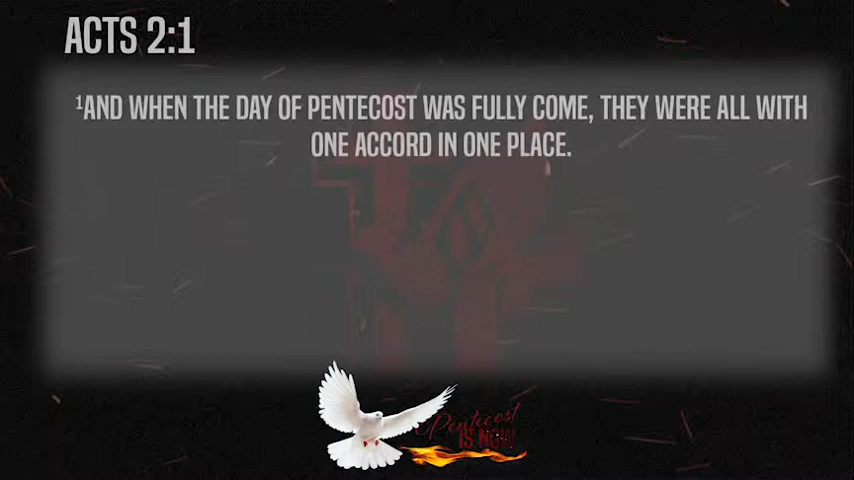 ACTS 2:1
¹AND WHEN THE DAY OF PENTECOST WAS FULLY COME, THEY WERE ALL WITH
ONE ACCORD IN ONE PLACE.
Pentecost
IS NOW